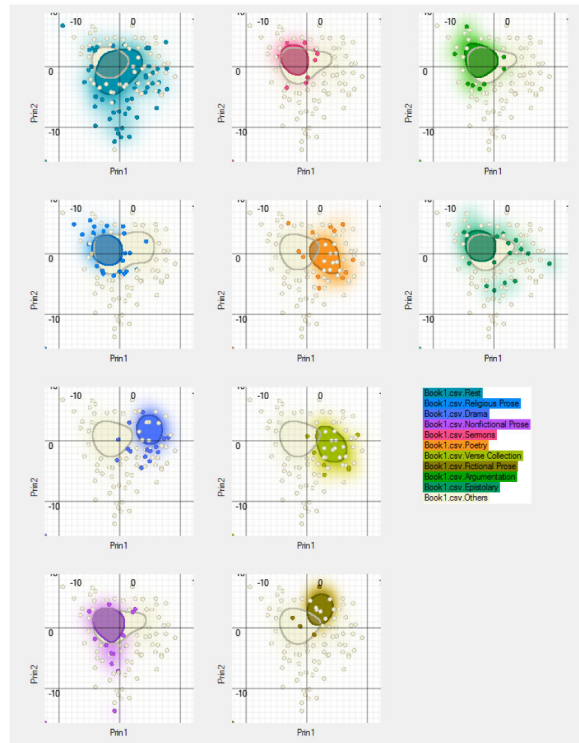 -10 0
0
-10
Prin2
Prin1
-10 0
0
-10
Prin2
Prin1
-10 0
0
-10
Prin2
Prin1
-10 0
0
-10
Prin2
Prin1
-10 0
0
-10
Prin2
Prin1
-10 0
0
-10
Prin2
Prin1
0
-10
Prin2
Prin1
0
-10
Prin2
Prin1
Book1.csv.Rest
Book1.csv.Religious Prose
Book1.csv.Drama
Book1.csv.Nonfictional Prose
Book1.csv.Sermons
Book1.csv.Poetry
Book1.csv.Verse Collection
Book1.csv.Fictional Prose
Book1.csv.Argumentation
Book1.csv.Epistolary
Book1.csv.Others
-10 0
0
-10
Prin2
Prin1
-10 0
0
-10
Prin2
Prin1